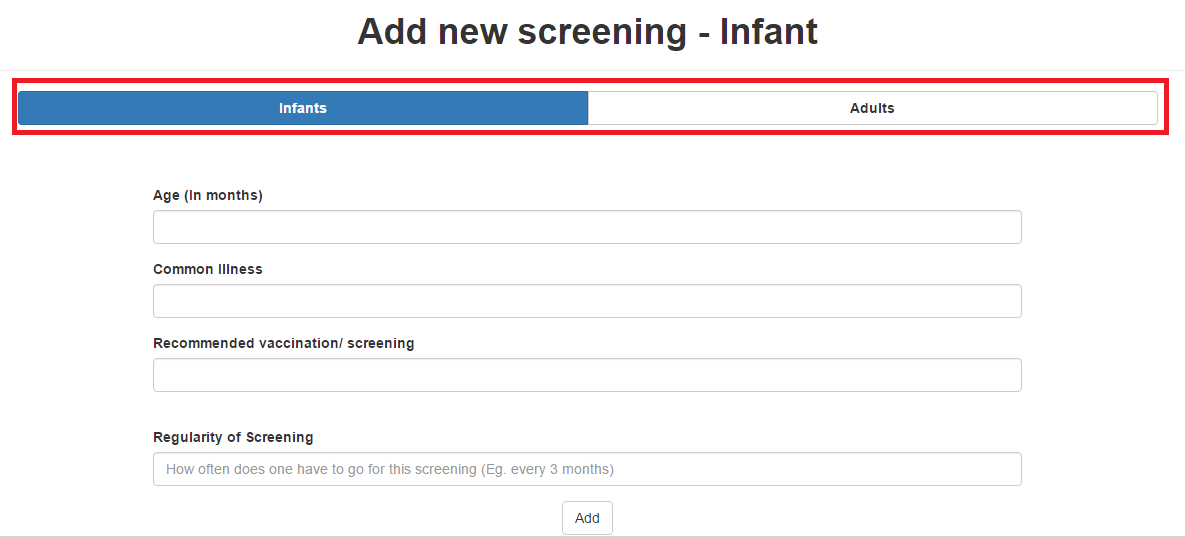 Add new screening - Infant
Infants
Adults
Age (in months)
Common Illness
Recommended vaccination/ screening
Regularity of Screening
How often does one have to go for this screening (Eg. every 3 months)
Add